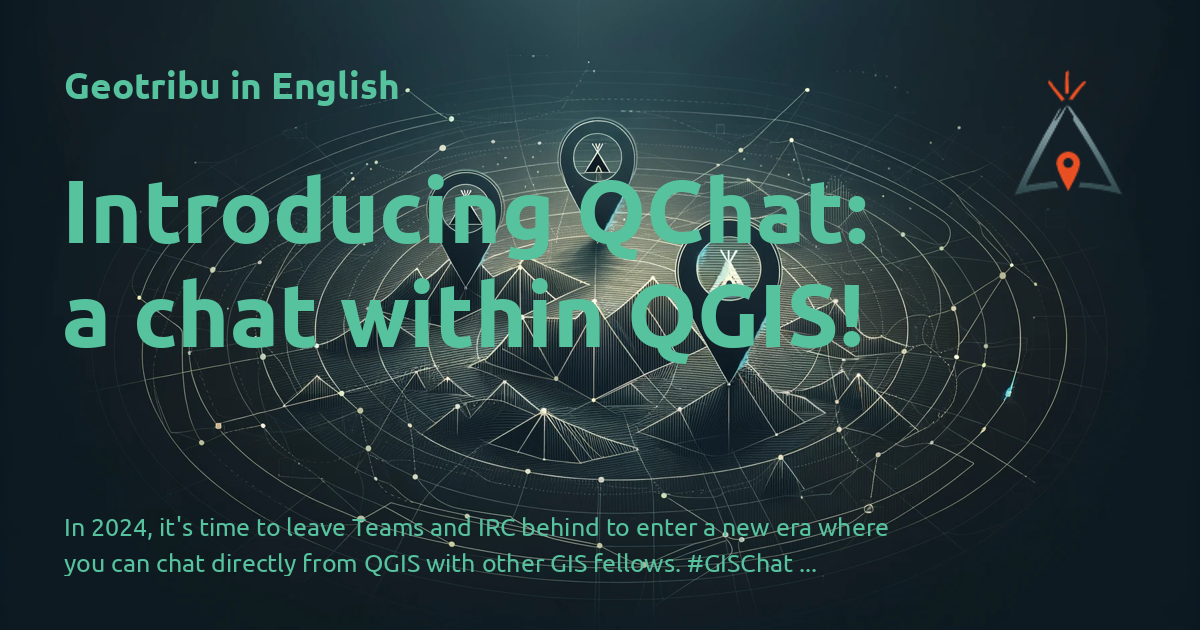 Geotribu in English
Introducing QChat:
a chat within QGIS!
In 2024, it's time to leave Teams and IRC behind to enter a new era where
you can chat directly from QGIS with other GIS fellows. #GISChat ...